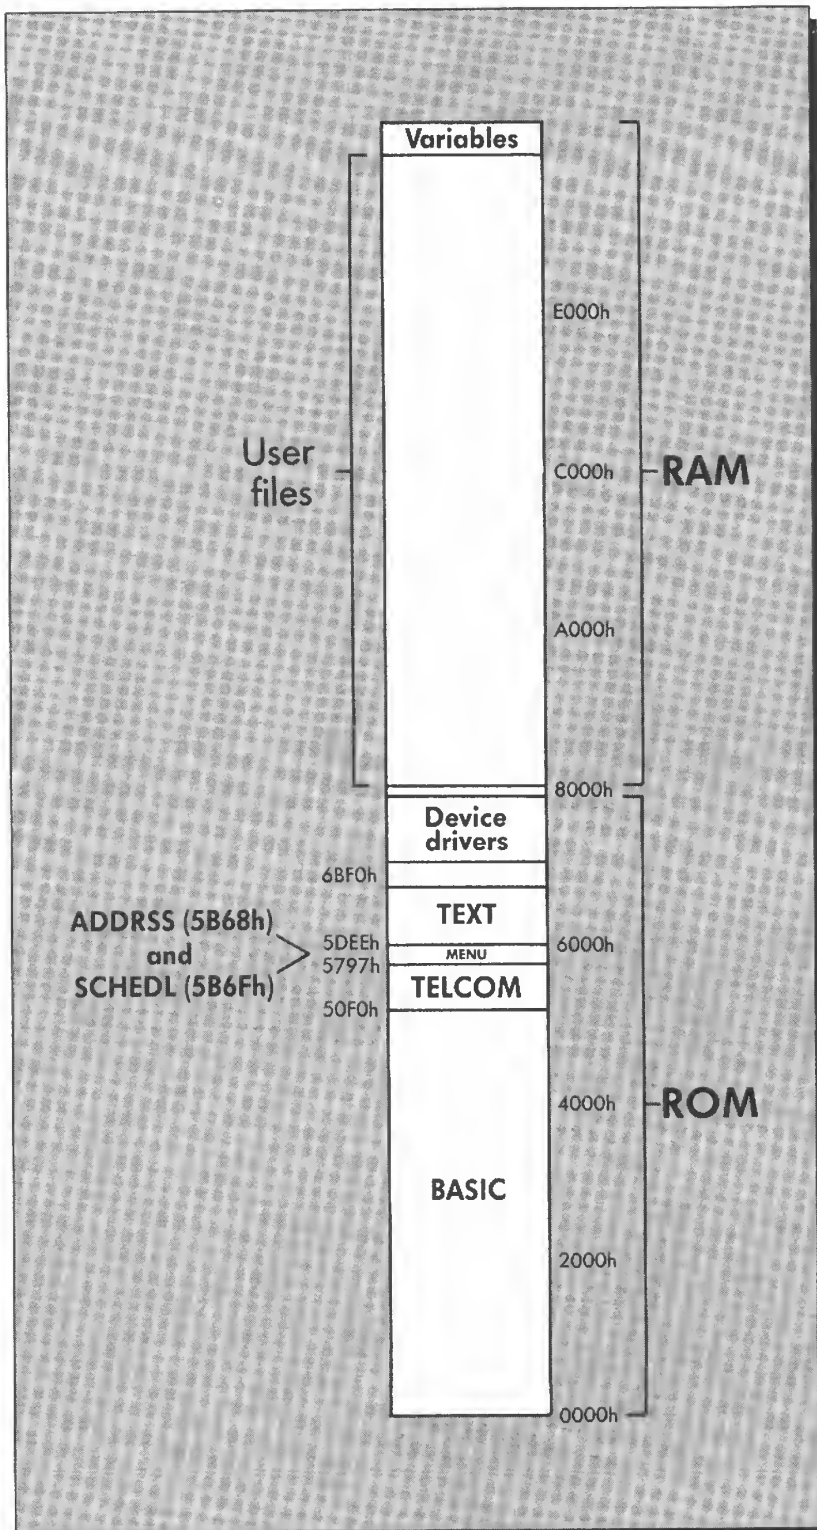 Variables
E000h
User
files
C000h
RAM
A000h
8000h
Device
drivers
6BF0h
TEXT
ADDRSS (5B68h)
and
SCHEDL (5B6Fh)
5DEEh
6000h
MENU
5797h
TELCOM
50F0h
4000h
ROM
BASIC
2000h
0000h